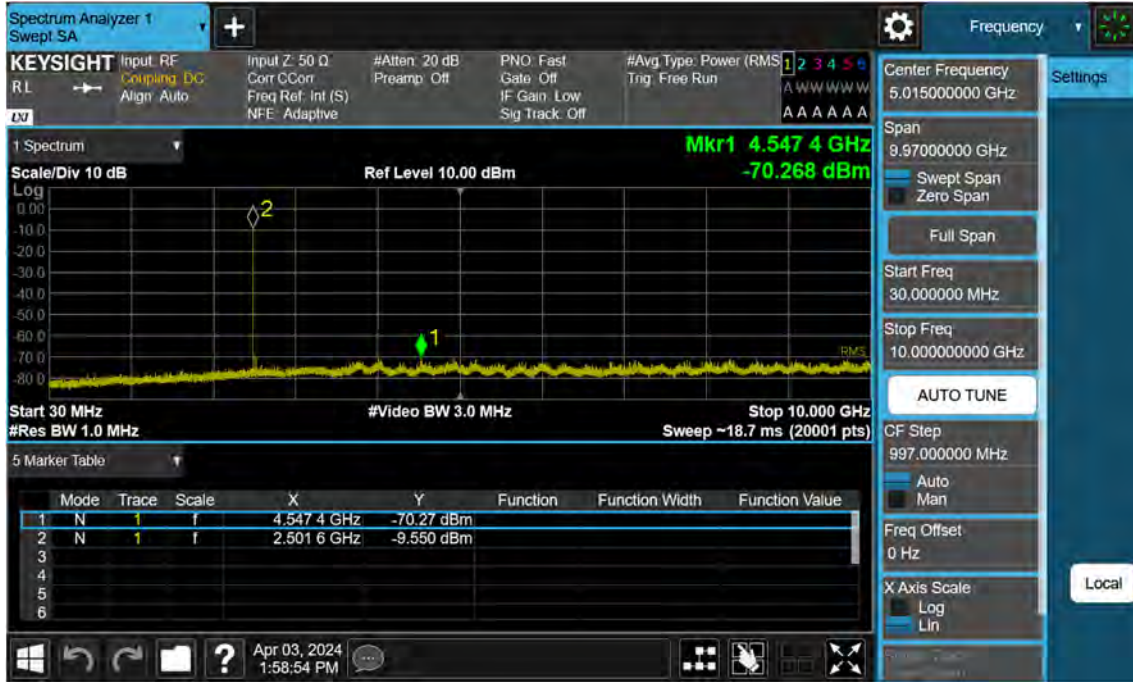 Spectrum Analyzer 1
Swept SA
Frequency
KEYSIGHT
Input: RF
Input Z: 50 Ω
#Atten: 20 dB
PNO: Fast
#Avg Type: Power (RMS
1 2 3 4 5 6
RL
Coupling: DC
Corr CCorr
Preamp: Off
Gate: Off
Trig: Free Run
A W W W W W
Align: Auto
Freq Ref: Int (S)
IF Gain: Low
LXI
NFE: Adaptive
Sig Track: Off
A A A A A A
1 Spectrum
Mkr1 4.547 4 GHz
Scale/Div 10 dB
Ref Level 10.00 dBm
-70.268 dBm
Log
0.00
2
-10.0
-20.0
-30.0
-40.0
-50.0
-60.0
1
-70.0
RMS
-80.0
Start 30 MHz
#Video BW 3.0 MHz
Stop 10.000 GHz
#Res BW 1.0 MHz
Sweep ~18.7 ms (20001 pts)
5 Marker Table
Mode Trace Scale X Y Function Function Width Function Value
1 N 1 f 4.547 4 GHz -70.27 dBm
2 N 1 f 2.501 6 GHz -9.550 dBm
3
4
5
6
Apr 03, 2024
1:58:54 PM
Center Frequency
5.015000000 GHz
Span
9.97000000 GHz
Swept Span
Zero Span
Full Span
Start Freq
30.000000 MHz
Stop Freq
10.000000000 GHz
AUTO TUNE
CF Step
997.000000 MHz
Auto
Man
Freq Offset
0 Hz
X Axis Scale
Log
Lin
Settings
Local